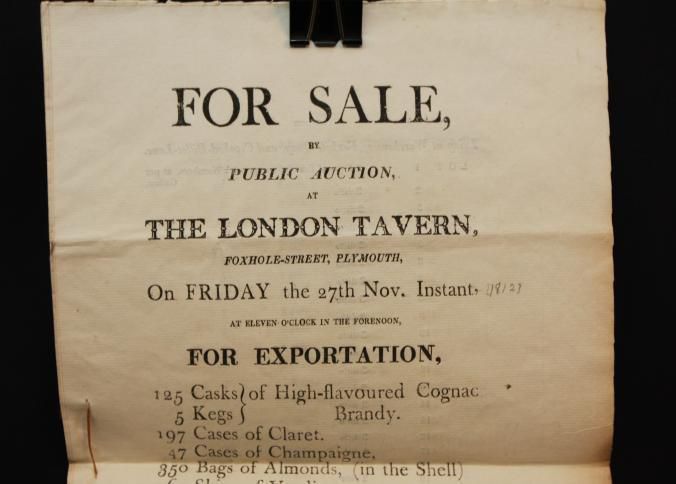 FOR SALE,
BY
PUBLIC AUCTION,
AT
THE LONDON TAVERN,
FOXHOLE-STREET, PLYMOUTH,
On FRIDAY the 27th Nov. Instant,
AT ELEVEN O'CLOCK IN THE FORENOON,
FOR EXPORTATION,
125 Casks } of High-flavoured Cognac
5 Kegs } Brandy.
197 Cases of Claret.
47 Cases of Champaigne.
350 Bags of Almonds, (in the Shell)